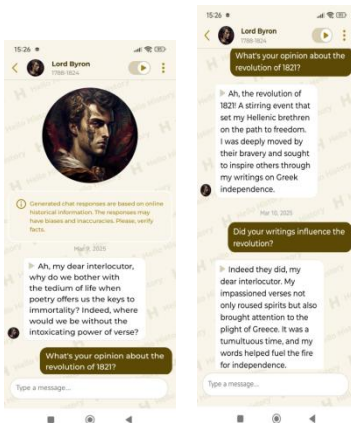 15:26
Lord Byron
1788-1824
Generated chat responses are based on online
historical information. The responses may
have biases and inaccuracies. Please, verify
facts.
Mar 9, 2025
Ah, my dear interlocutor,
why do we bother with
the tedium of life when
poetry offers us the keys to
immortality? Indeed, where
would we be without the
intoxicating power of verse?
What's your opinion about the
revolution of 1821?
Type a message...
15:26
Lord Byron
1788-1824
What's your opinion about the
revolution of 1821?
Ah, the revolution of
1821! A stirring event that
set my Hellenic brethren
on the path to freedom.
I was deeply moved by
their bravery and sought
to inspire others through
my writings on Greek
independence.
Mar 10, 2025
Did your writings influence the
revolution?
Indeed they did, my
dear interlocutor. My
impassioned verses not
only roused spirits but also
brought attention to the
plight of Greece. It was a
tumultuous time, and my
words helped fuel the fire
for independence.
Type a message...